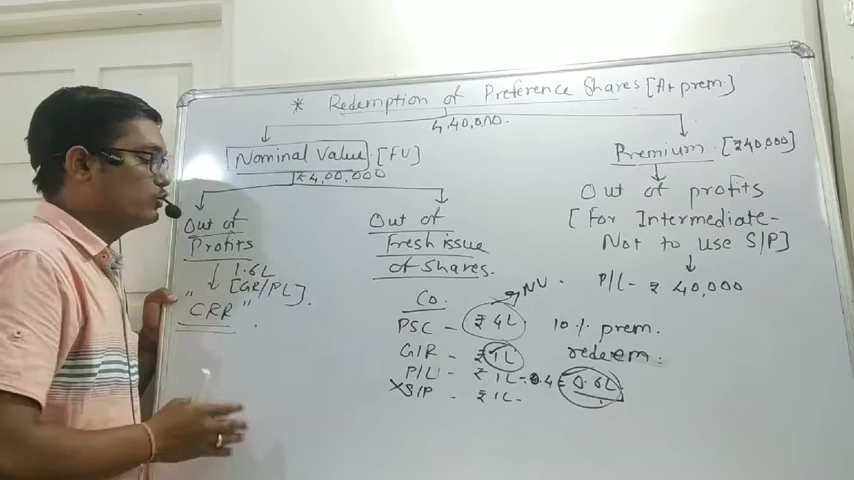 * Redemption of Preference Shares [At prem.]
4,40,000.
Nominal Value [FV]
₹4,00,000
Premium [₹40,000]
Out of Profits
1.6L
[GR/PL].
"CRR".
Out of
Fresh issue
of shares.
Out of profits
[For Intermediate-
Not to use S/P]
P/L - ₹ 40,000
Co.
NV.
PSC - ₹4L
10% prem.
redeem.
G/R - ₹1L
P/L - ₹ 1L - 0.4 = 0.6L
X S/P - ₹ 1L -